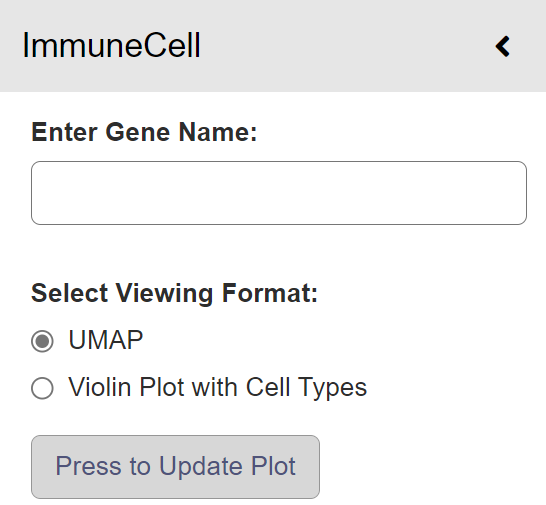 ImmuneCell
Enter Gene Name:
Select Viewing Format:
UMAP
Violin Plot with Cell Types
Press to Update Plot